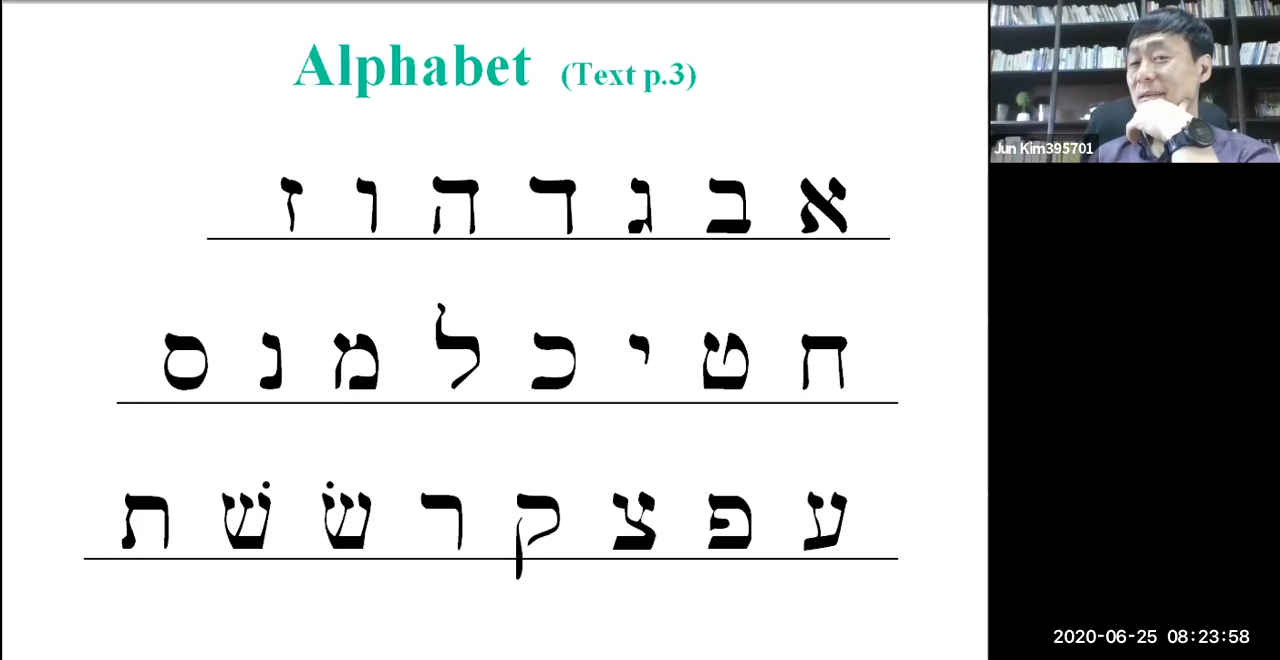 Alphabet (Text p.3)
א ב ג ד ה ו ז
ח ט י כ ל מ נ ס
ע פ צ ק ר שׂ שׁ ת
Jun Kim395701
2020-06-25 08:23:58